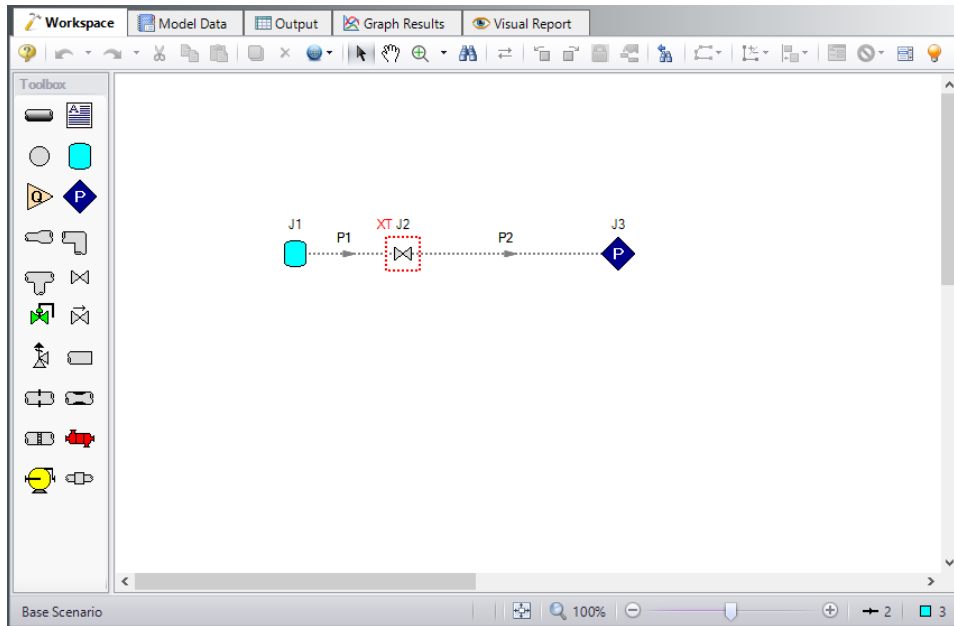 Workspace Model Data Output Graph Results Visual Report
Toolbox
A
Q P
J1 P1 XT J2 P2 J3
P
Base Scenario 100% 2 3